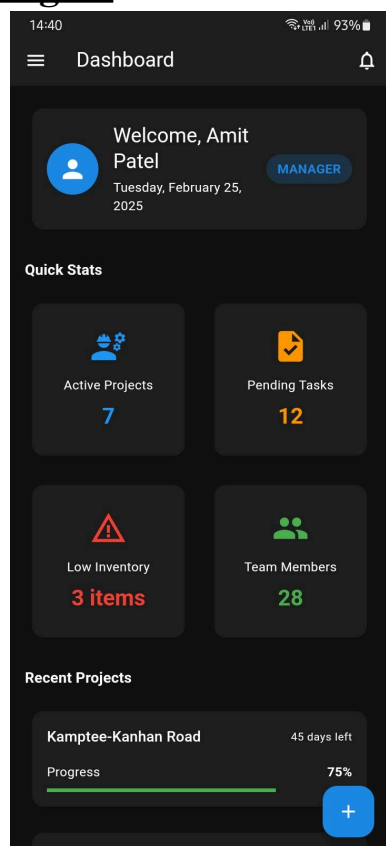 14:40
93%
Dashboard
Welcome, Amit
Patel
MANAGER
Tuesday, February 25,
2025
Quick Stats
Active Projects
Pending Tasks
7
12
Low Inventory
Team Members
3 items
28
Recent Projects
Kamptee-Kanhan Road
45 days left
Progress
75%
+